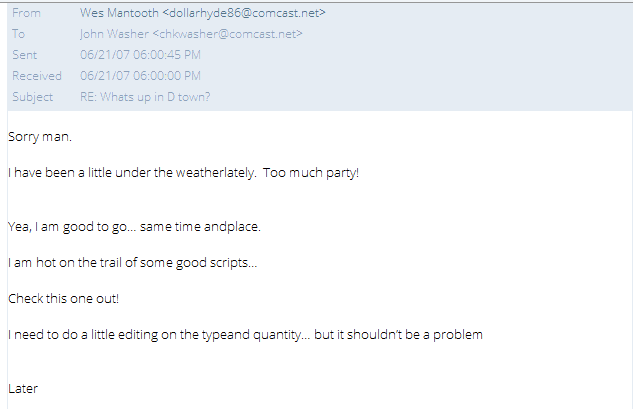 From Wes Mantooth <dollarhyde86@comcast.net>
To John Washer <chkwasher@comcast.net>
Sent 06/21/07 06:00:45 PM
Received 06/21/07 06:00:00 PM
Subject RE: Whats up in D town?
Sorry man.
I have been a little under the weatherlately.  Too much party!
Yea, I am good to go... same time andplace.
I am hot on the trail of some good scripts...
Check this one out!
I need to do a little editing on the typeand quantity... but it shouldn't be a problem
Later